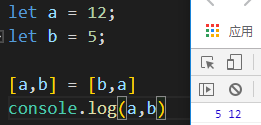 let a = 12;
let b = 5;
[a,b] = [b,a]
console.log(a,b)
应用
5 12